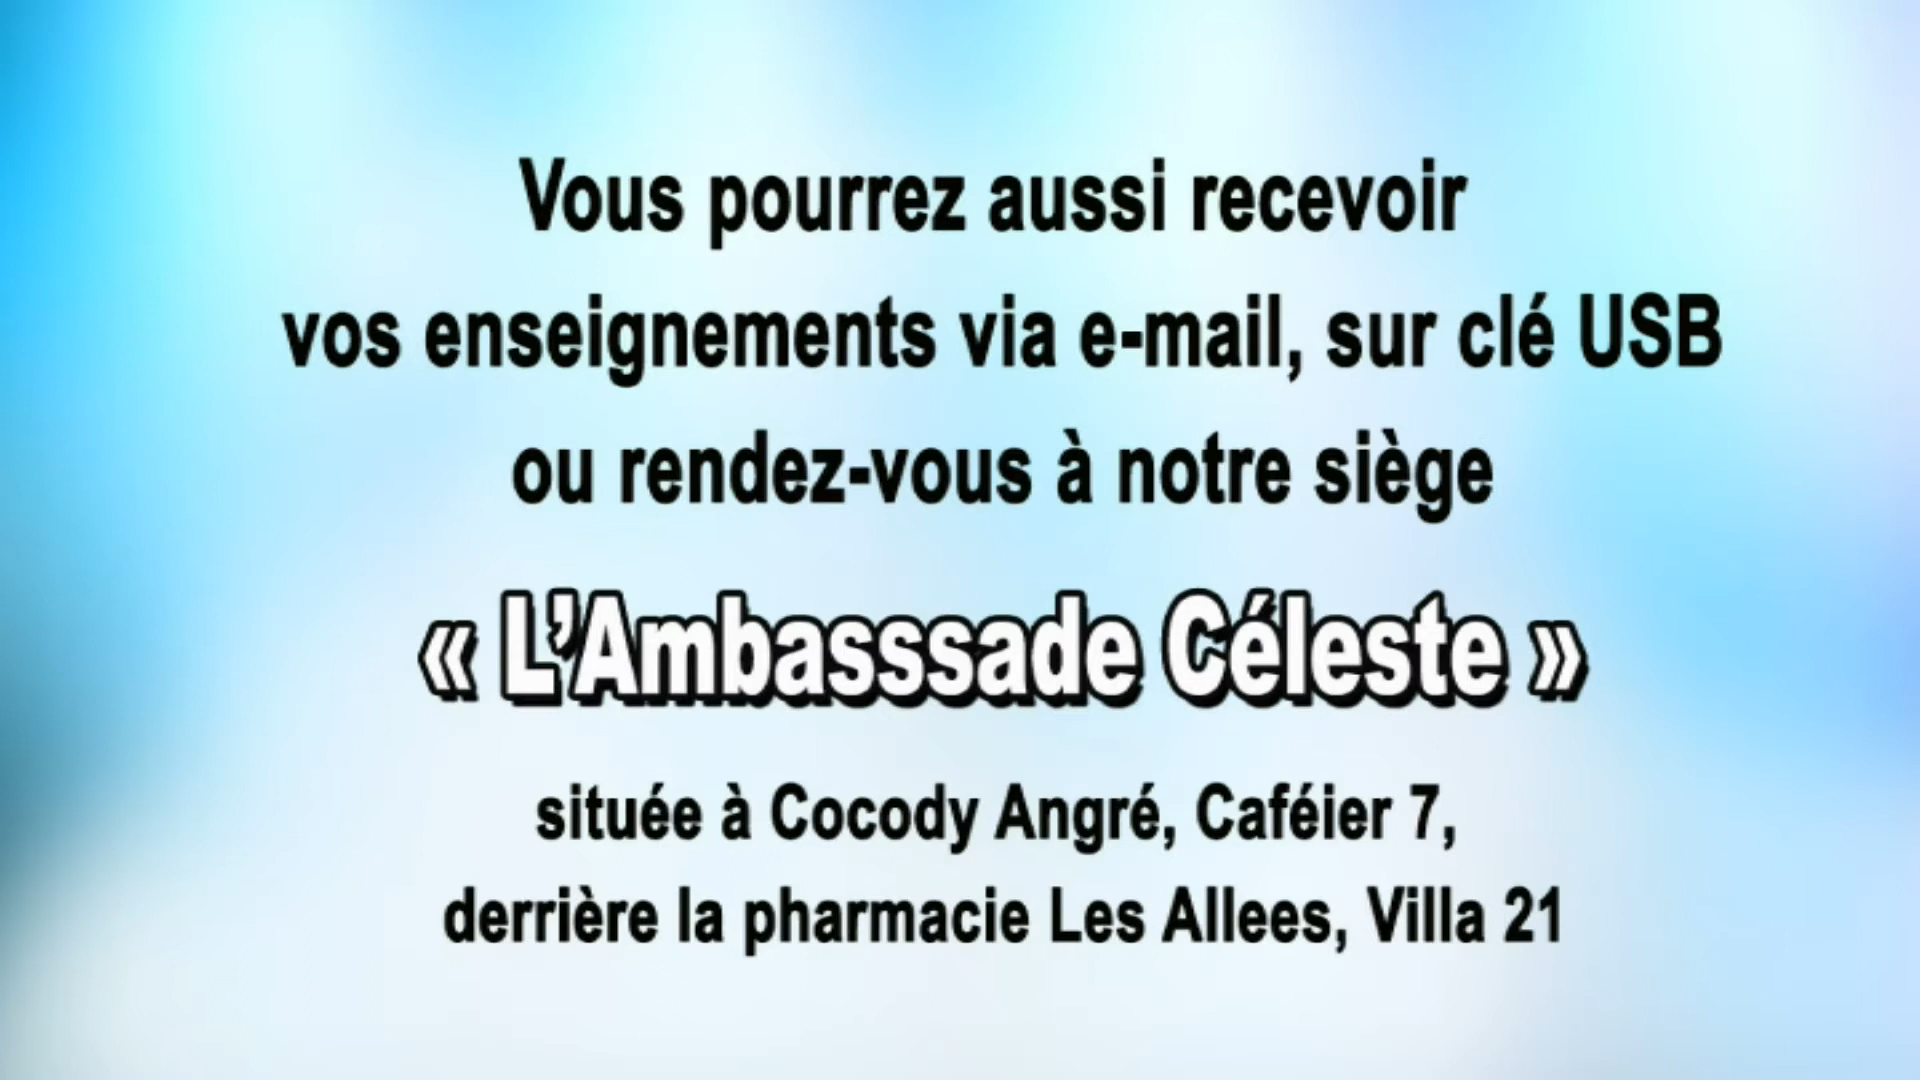 Vous pourrez aussi recevoir
vos enseignements via e-mail, sur clé USB
ou rendez-vous à notre siège
« L’Ambasssade Céleste »
située à Cocody Angré, Caféier 7,
derrière la pharmacie Les Allees, Villa 21